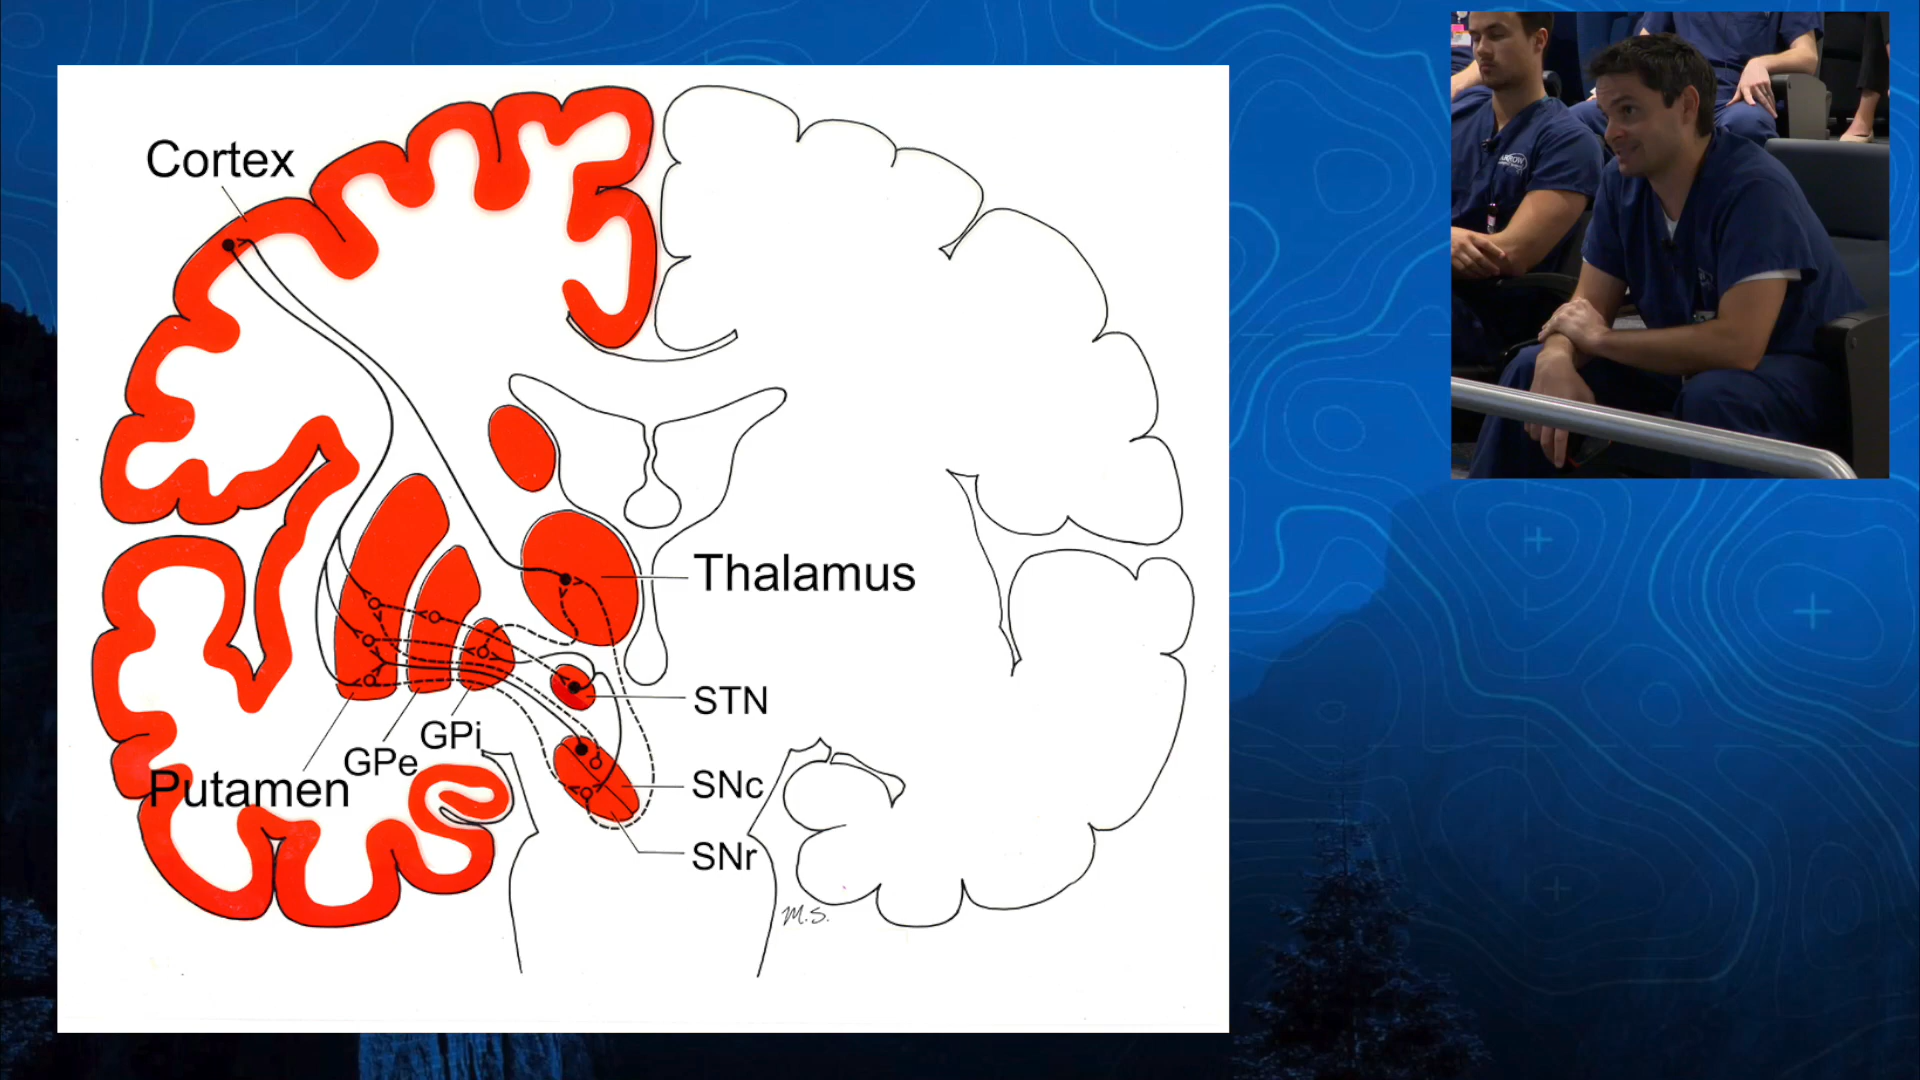 Cortex
Thalamus
STN
GPi
GPe
Putamen
SNc
SNr
M.S.